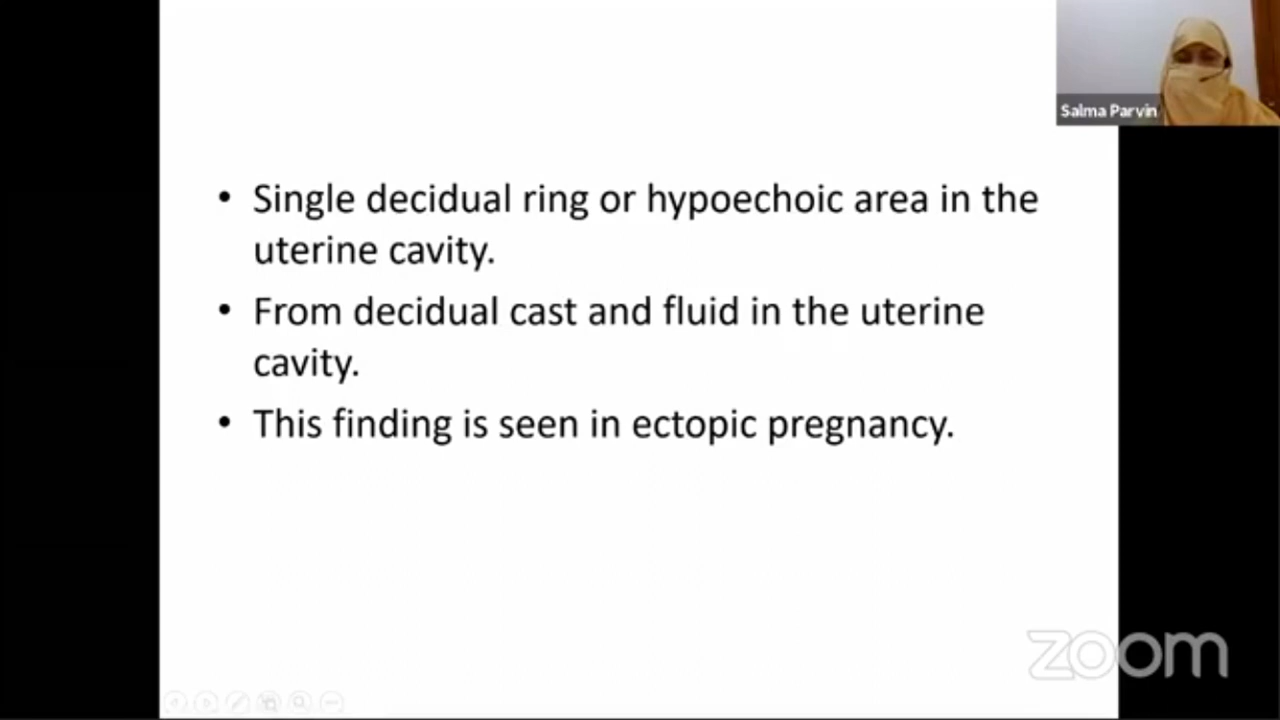 Salma Parvin
• Single decidual ring or hypoechoic area in the
uterine cavity.
• From decidual cast and fluid in the uterine
cavity.
• This finding is seen in ectopic pregnancy.
zoom